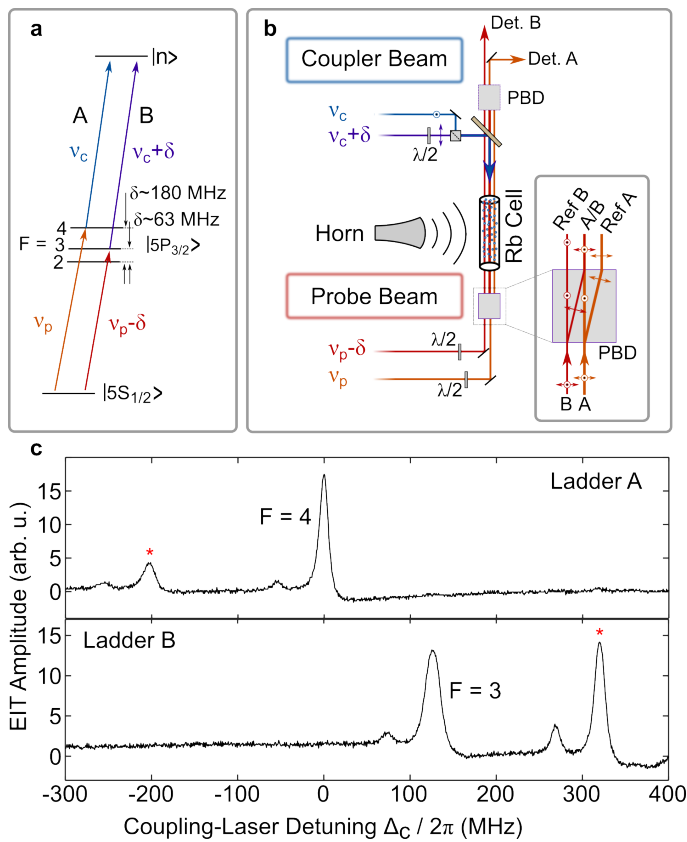 a
|n>
A
B
νc
νc+δ
δ~180 MHz
δ~63 MHz
4
F = 3
2
|5P3/2>
νp
νp-δ
|5S1/2>
b
Det. B
Det. A
Coupler Beam
PBD
νc
νc+δ
λ/2
Horn
Rb Cell
Ref B
A/B
Ref A
Probe Beam
PBD
νp-δ
λ/2
νp
λ/2
B
A
c
Ladder A
F = 4
*
15
10
5
0
Ladder B
F = 3
*
15
10
5
0
EIT Amplitude (arb. u.)
-300
-200
-100
0
100
200
300
400
Coupling-Laser Detuning Δc / 2π (MHz)